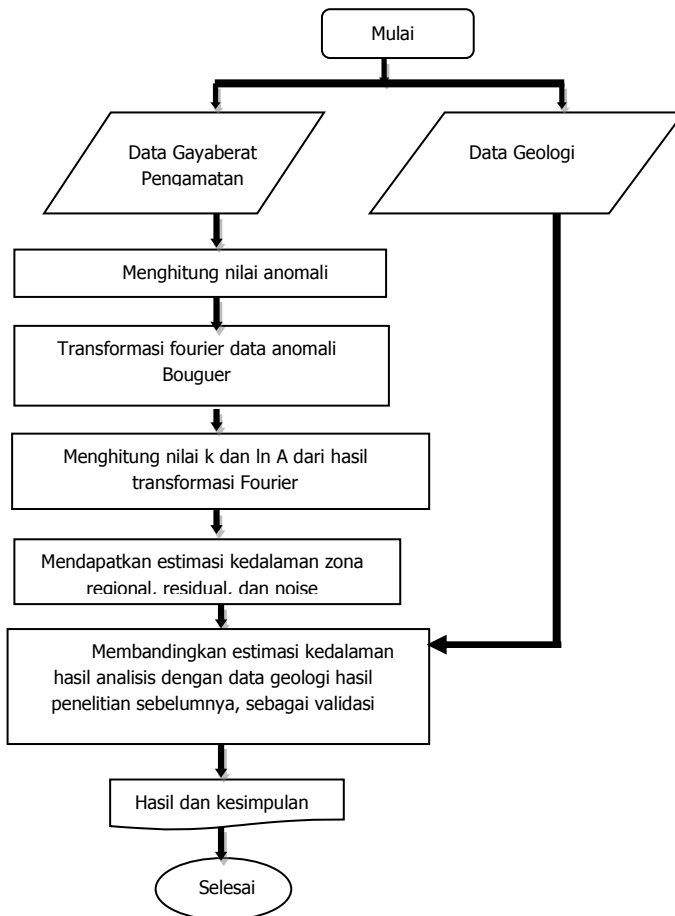 Mulai
Data Gayaberat
Pengamatan
Data Geologi
Menghitung nilai anomali
Transformasi fourier data anomali
Bouguer
Menghitung nilai k dan ln A dari hasil
transformasi Fourier
Mendapatkan estimasi kedalaman zona
regional, residual, dan noise
Membandingkan estimasi kedalaman
hasil analisis dengan data geologi hasil
penelitian sebelumnya, sebagai validasi
Hasil dan kesimpulan
Selesai